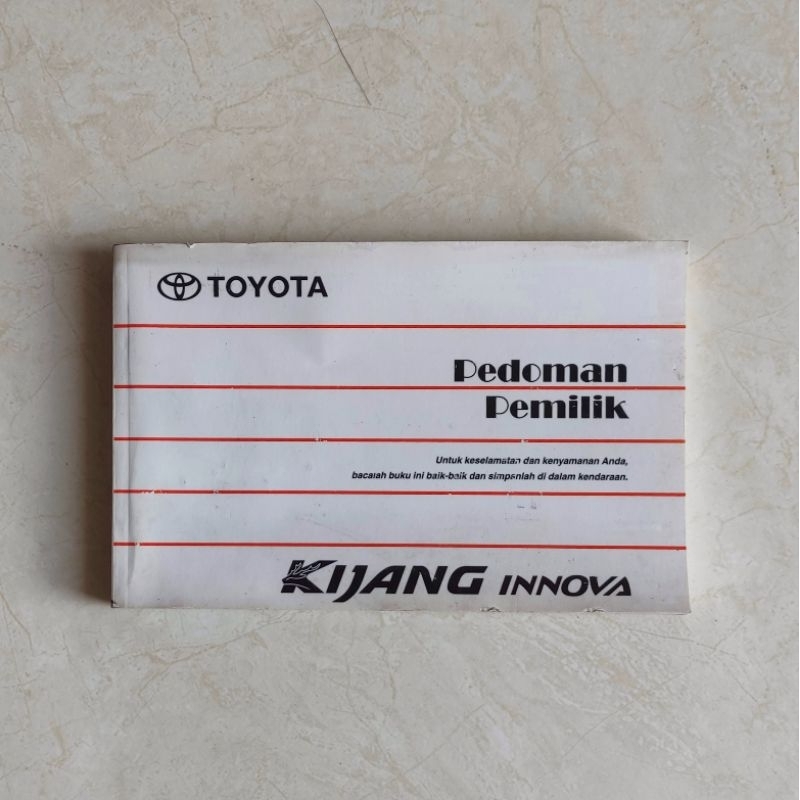 TOYOTA
Pedoman
Pemilik
Untuk keselamatan dan kenyamanan Anda,
bacalah buku ini baik-baik dan simpanlah di dalam kendaraan.
KIJANG INNOVA